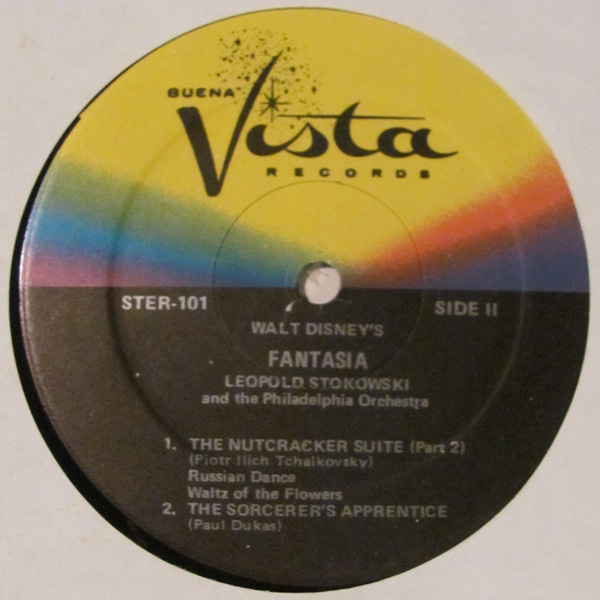 BUENA
Vista
RECORDS
STER-101
SIDE II
WALT DISNEY'S
FANTASIA
LEOPOLD STOKOWSKI
and the Philadelphia Orchestra
1. THE NUTCRACKER SUITE (Part 2)
(Piotr Ilich Tchaikovsky)
Russian Dance
Waltz of the Flowers
2. THE SORCERER'S APPRENTICE
(Paul Dukas)